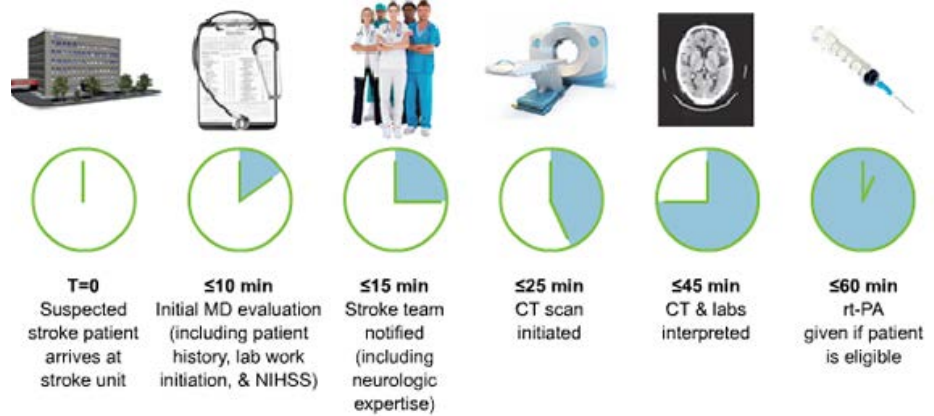 T=0
Suspected
stroke patient
arrives at
stroke unit
≤10 min
Initial MD evaluation
(including patient
history, lab work
initiation, & NIHSS)
≤15 min
Stroke team
notified
(including
neurologic
expertise)
≤25 min
CT scan
initiated
≤45 min
CT & labs
interpreted
≤60 min
rt-PA
given if patient
is eligible